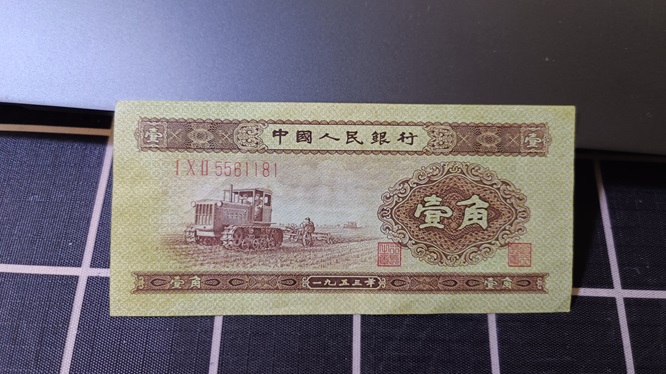 壹 中國人民銀行 壹
I X II 5581181
壹角
壹角 一九五三年 壹角